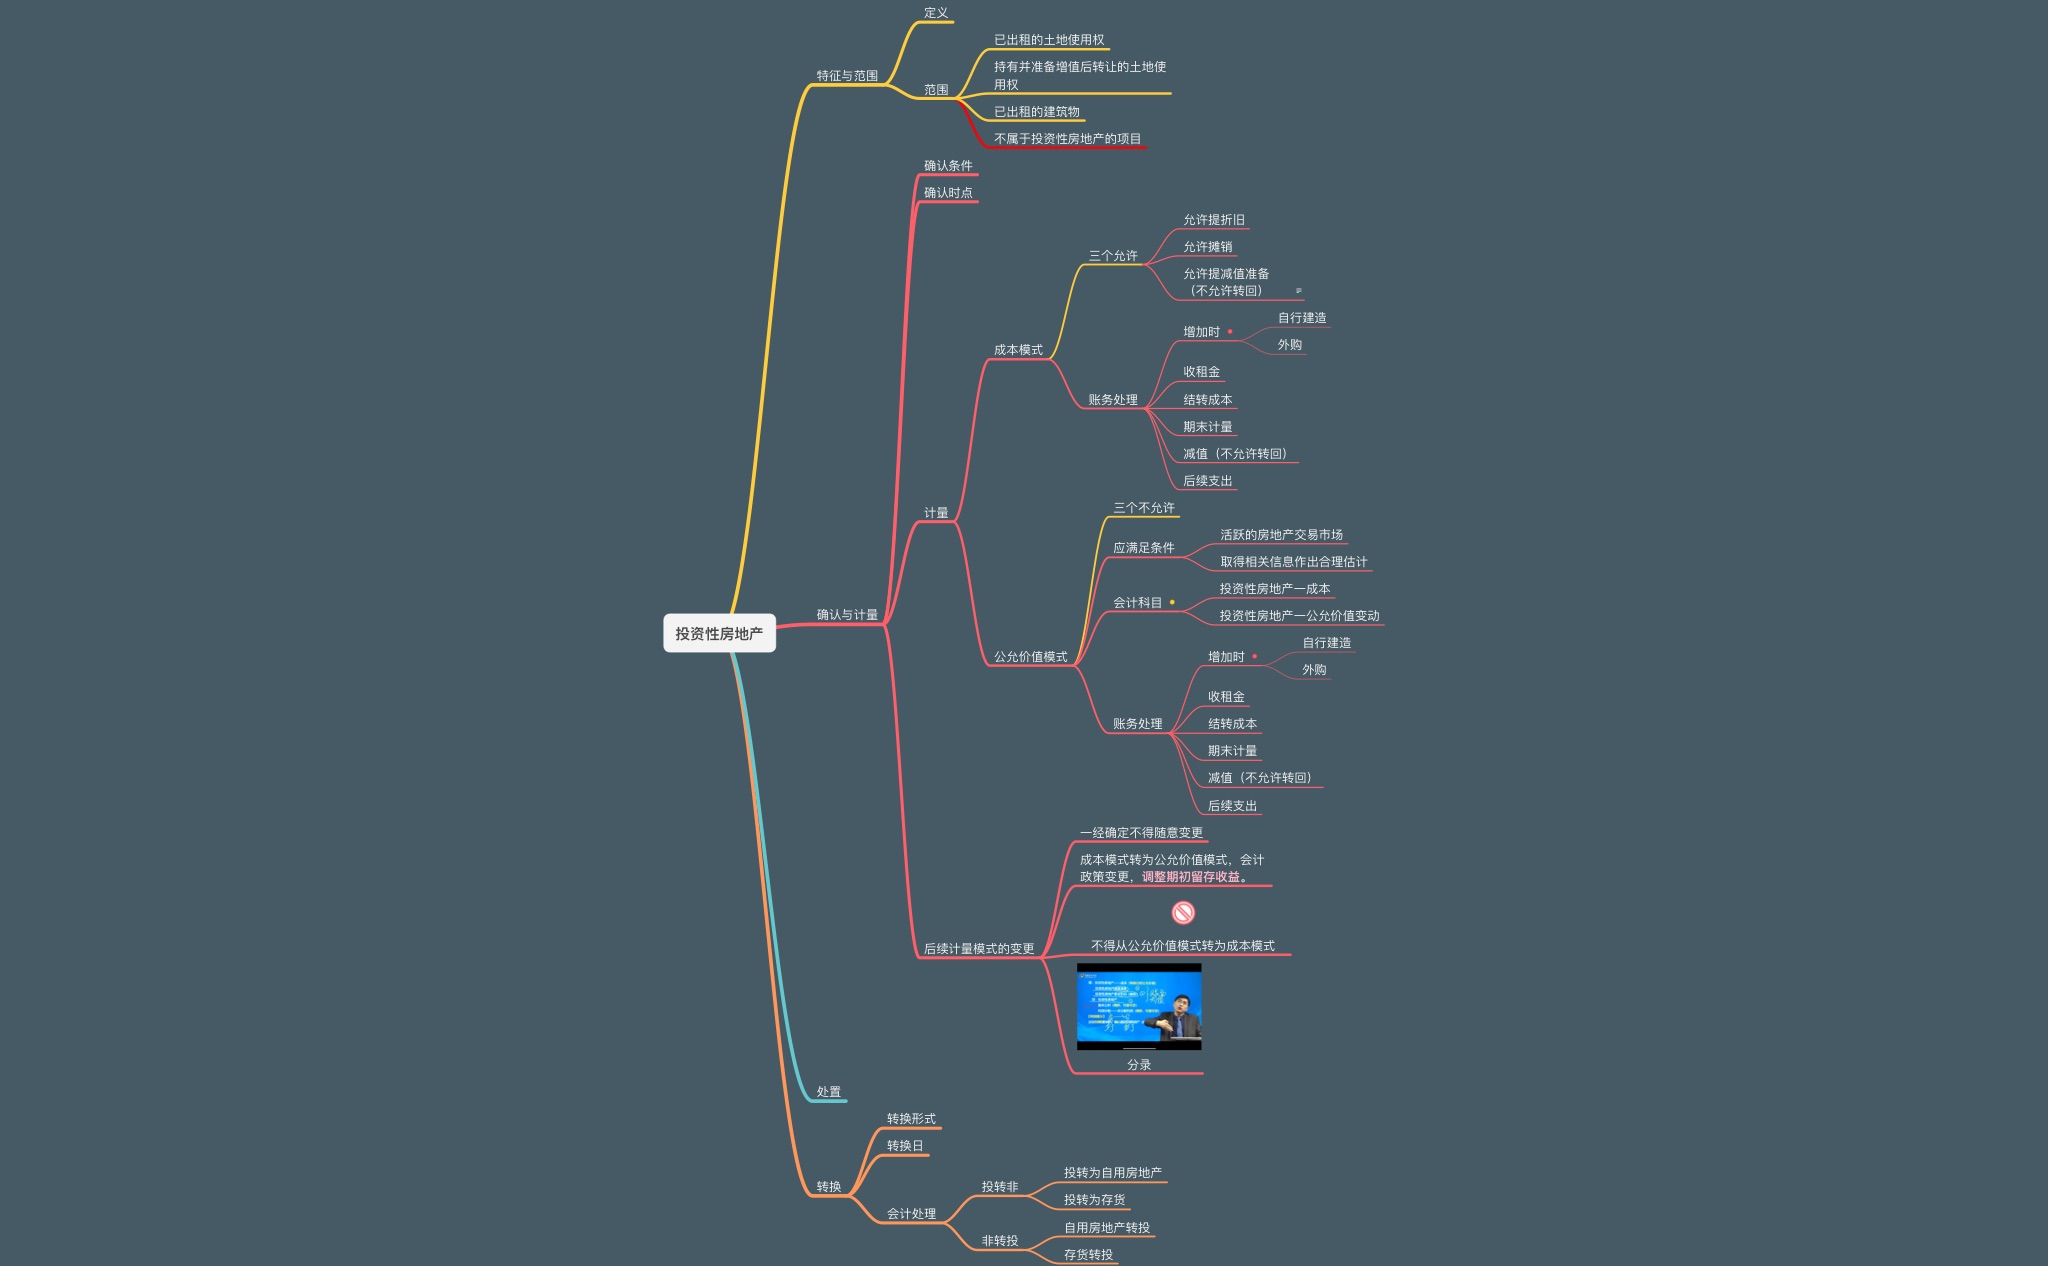 定义
已出租的土地使用权
持有并准备增值后转让的土地使
用权
特征与范围
范围
已出租的建筑物
不属于投资性房地产的项目
确认条件
确认时点
允许提折旧
允许摊销
三个允许
允许提减值准备
（不允许转回）
自行建造
增加时
外购
成本模式
收租金
账务处理
结转成本
期末计量
减值（不允许转回）
后续支出
三个不允许
计量
活跃的房地产交易市场
应满足条件
取得相关信息作出合理估计
投资性房地产一成本
会计科目
投资性房地产一公允价值变动
确认与计量
投资性房地产
自行建造
公允价值模式
增加时
外购
收租金
账务处理
结转成本
期末计量
减值（不允许转回）
后续支出
一经确定不得随意变更
成本模式转为公允价值模式，会计
政策变更，调整期初留存收益。
不得从公允价值模式转为成本模式
后续计量模式的变更
分录
处置
转换形式
转换日
投转为自用房地产
转换
投转非
投转为存货
会计处理
自用房地产转投
非转投
存货转投